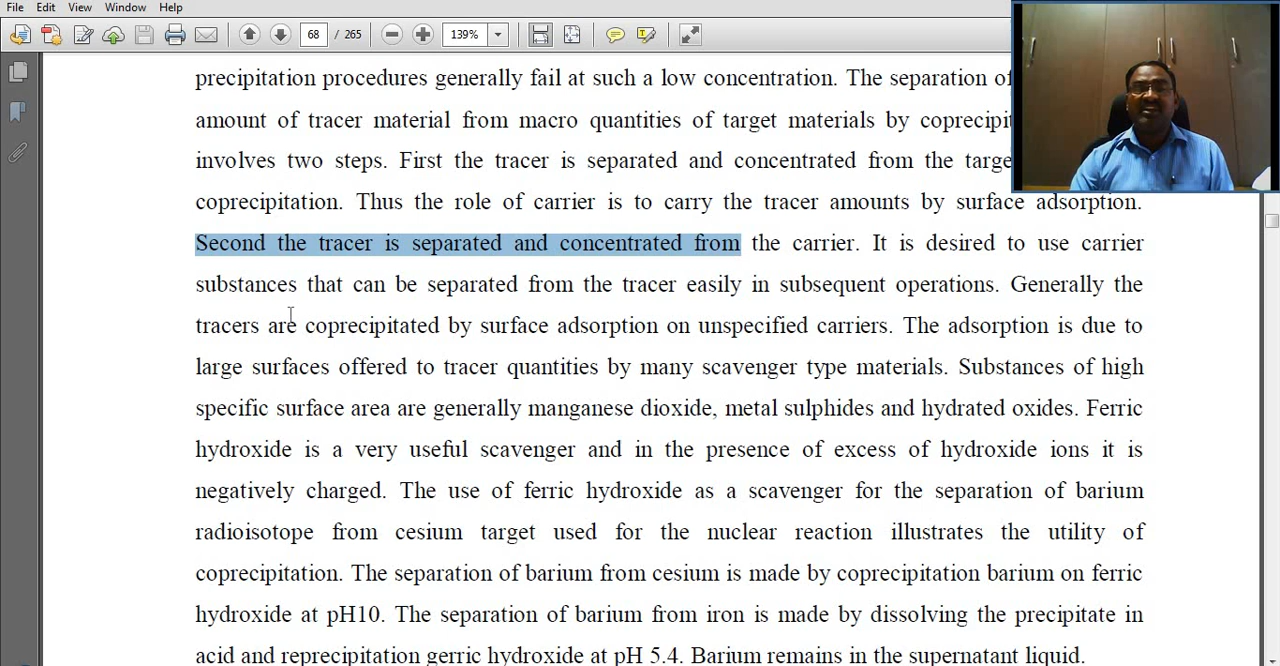 File Edit View Window Help
68 / 265 139%
precipitation procedures generally fail at such a low concentration. The separation of
amount of tracer material from macro quantities of target materials by coprecipit
involves two steps. First the tracer is separated and concentrated from the targe
coprecipitation. Thus the role of carrier is to carry the tracer amounts by surface adsorption.
Second the tracer is separated and concentrated from the carrier. It is desired to use carrier
substances that can be separated from the tracer easily in subsequent operations. Generally the
tracers are coprecipitated by surface adsorption on unspecified carriers. The adsorption is due to
large surfaces offered to tracer quantities by many scavenger type materials. Substances of high
specific surface area are generally manganese dioxide, metal sulphides and hydrated oxides. Ferric
hydroxide is a very useful scavenger and in the presence of excess of hydroxide ions it is
negatively charged. The use of ferric hydroxide as a scavenger for the separation of barium
radioisotope from cesium target used for the nuclear reaction illustrates the utility of
coprecipitation. The separation of barium from cesium is made by coprecipitation barium on ferric
hydroxide at pH10. The separation of barium from iron is made by dissolving the precipitate in
acid and reprecipitation gerric hydroxide at pH 5.4. Barium remains in the supernatant liquid.